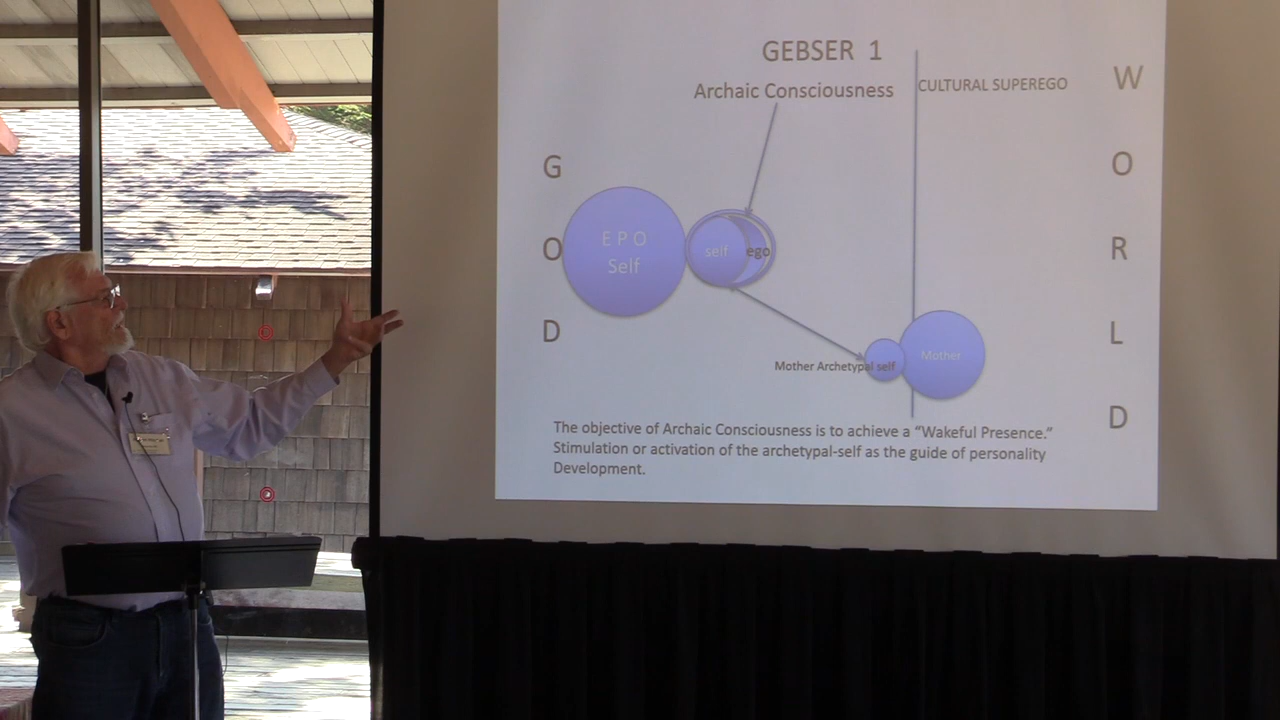 GEBSER 1
Archaic Consciousness
CULTURAL SUPEREGO
W
O
R
L
D
G
O
D
E P O
Self
self
ego
Mother Archetypal self
Mother
The objective of Archaic Consciousness is to achieve a “Wakeful Presence.”
Stimulation or activation of the archetypal-self as the guide of personality
Development.